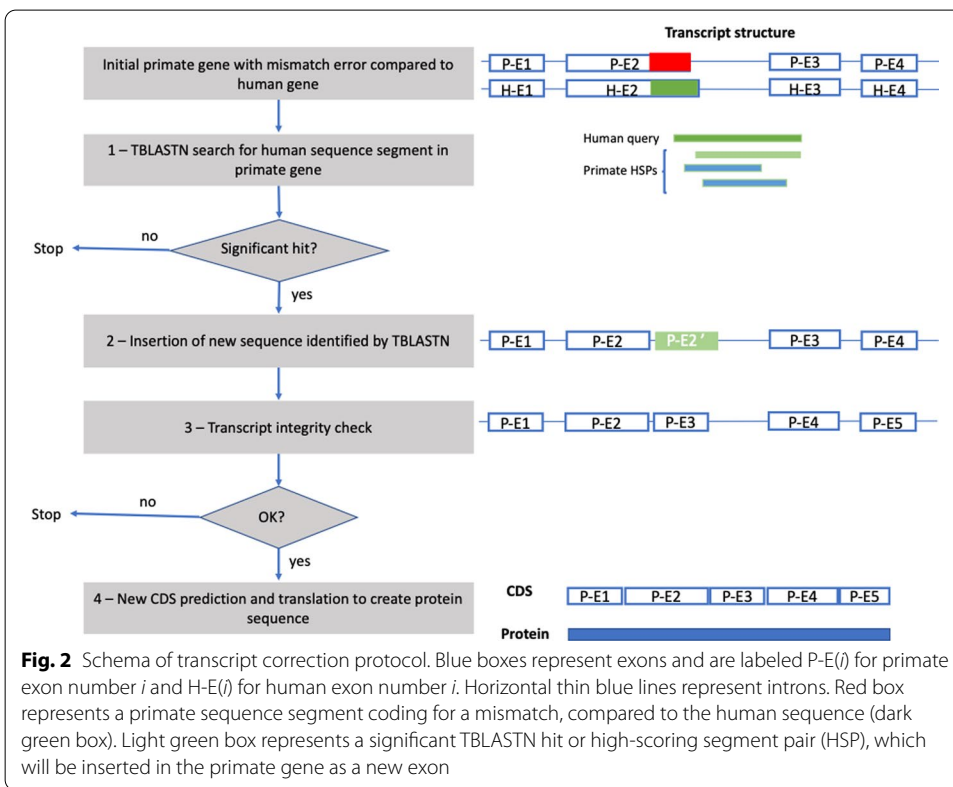 Transcript structure
Initial primate gene with mismatch error compared to
human gene
P-E1 P-E2 P-E3 P-E4
H-E1 H-E2 H-E3 H-E4
1 – TBLASTN search for human sequence segment in
primate gene
Human query
Primate HSPs
Significant hit?
no
Stop
yes
2 – Insertion of new sequence identified by TBLASTN
P-E1 P-E2 P-E2 ’ P-E3 P-E4
3 – Transcript integrity check
P-E1 P-E2 P-E3 P-E4 P-E5
OK?
no
Stop
yes
4 – New CDS prediction and translation to create protein
sequence
CDS
P-E1 P-E2 P-E3 P-E4 P-E5
Protein
Fig. 2 Schema of transcript correction protocol. Blue boxes represent exons and are labeled P-E(i) for primate
exon number i and H-E(i) for human exon number i. Horizontal thin blue lines represent introns. Red box
represents a primate sequence segment coding for a mismatch, compared to the human sequence (dark
green box). Light green box represents a significant TBLASTN hit or high-scoring segment pair (HSP), which
will be inserted in the primate gene as a new exon